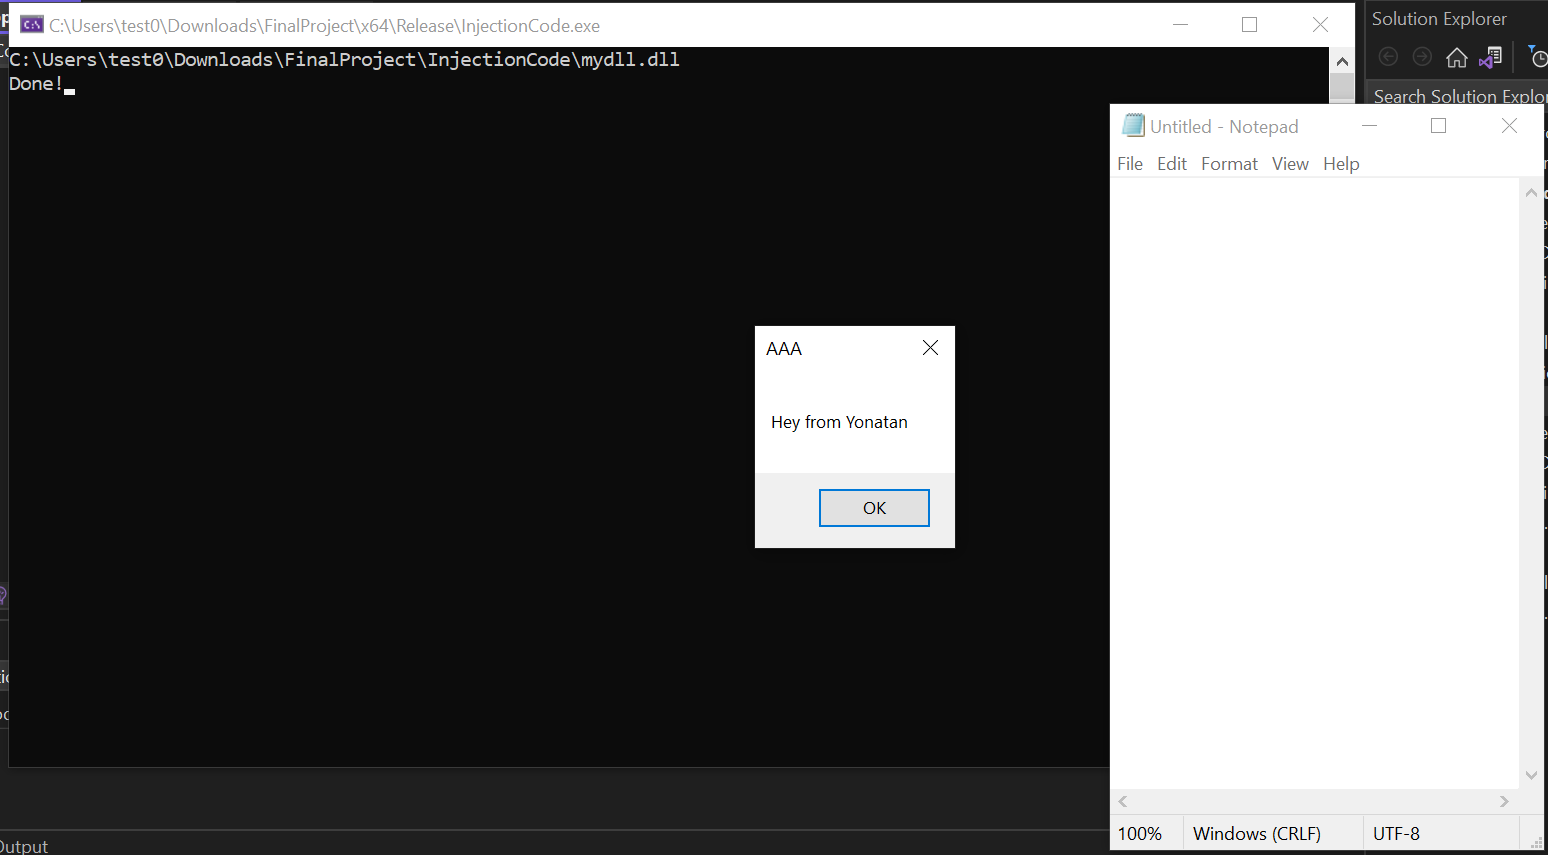 C:\Users\test0\Downloads\FinalProject\x64\Release\InjectionCode.exe
C:\Users\test0\Downloads\FinalProject\InjectionCode\mydll.dll
Done!
Solution Explorer
Search Solution Explor
Untitled - Notepad
File Edit Format View Help
AAA
Hey from Yonatan
OK
100% Windows (CRLF) UTF-8
Output